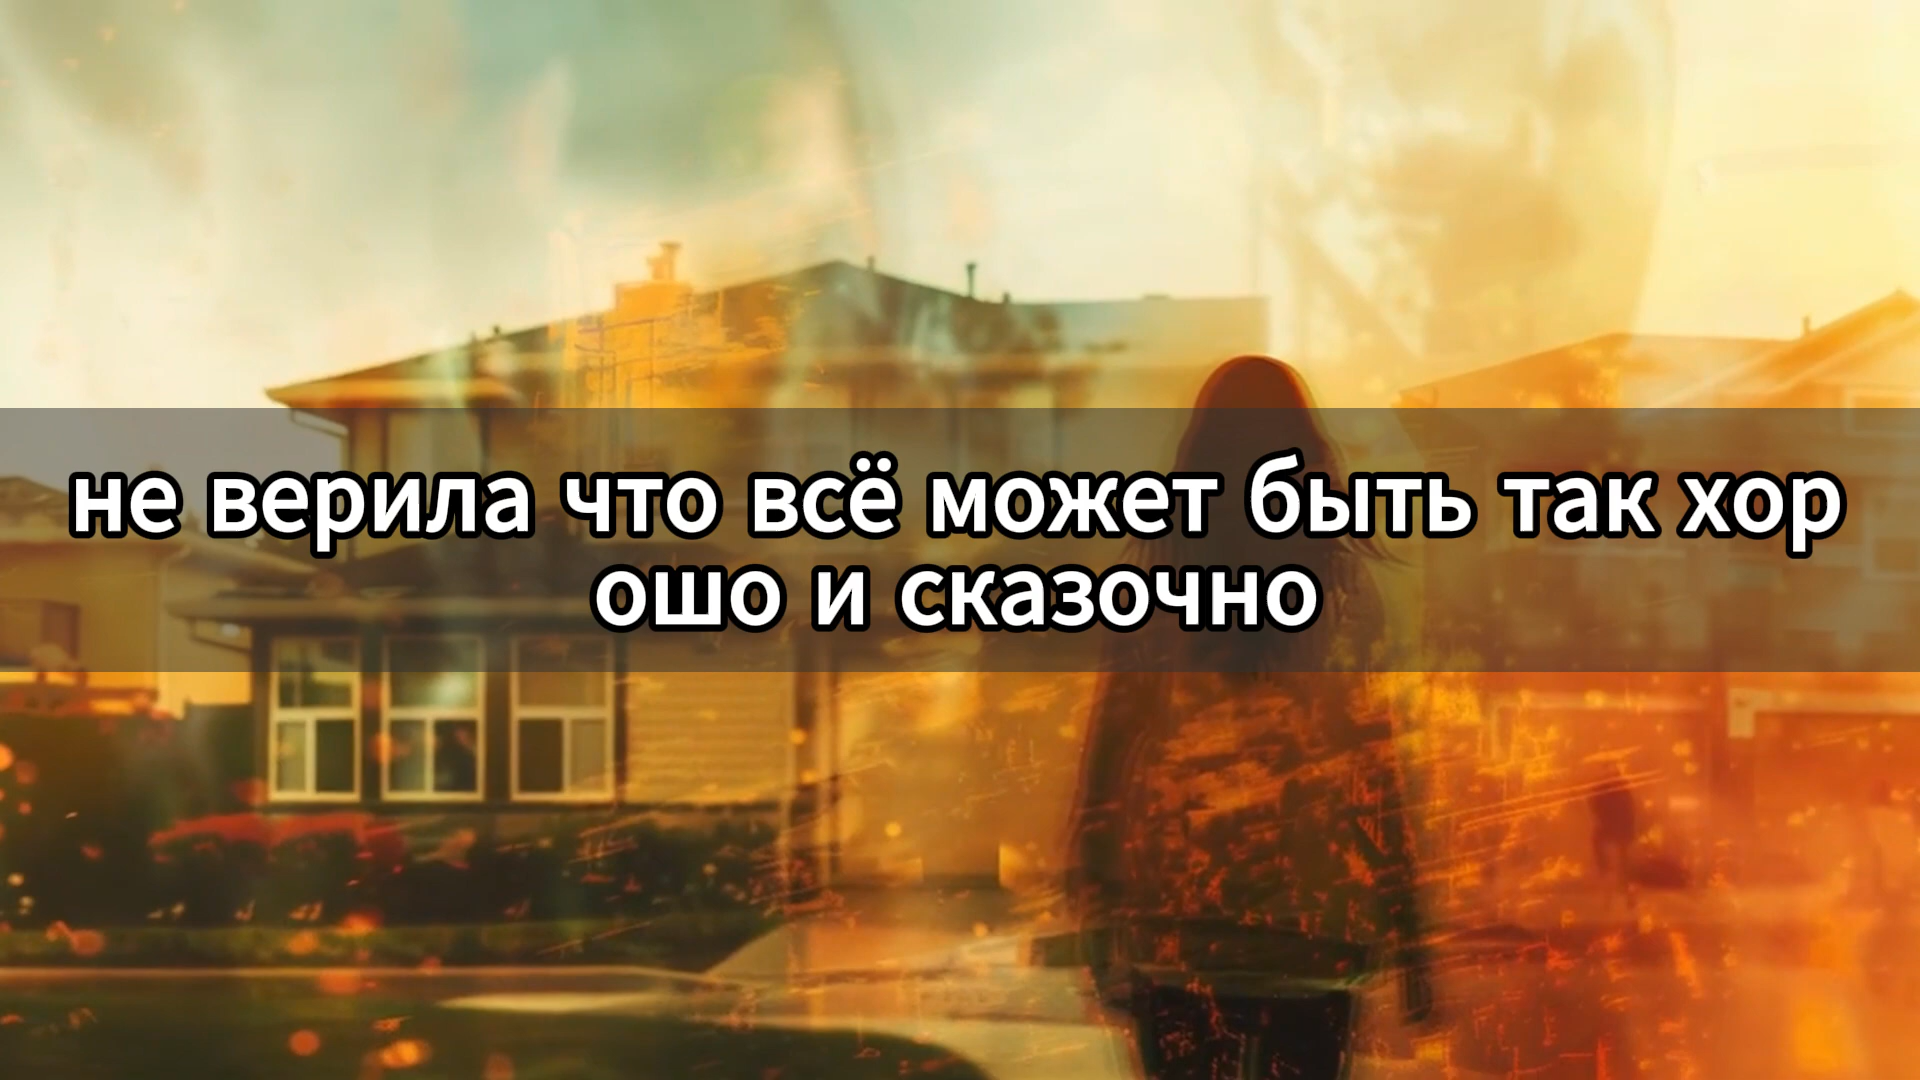 не верила что всё может быть так хор
ошо и сказочно